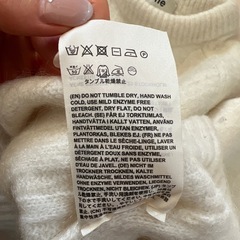 タンブル乾燥禁止
(EN) DO NOT TUMBLE DRY, HAND WASH
COLD, USE MILD ENZYME FREE
DETERGENT, DRY FLAT, DO NOT
BLEACH. (SE) FÅR EJ TORKTUMLAS,
HANDTVÄTTA I KALLT VATTEN, ANVÄND
FINTVÄTTMEDEL UTAN ENZYMER,
PLANTORKAS, EJ BLEKNING. (FR) NE PAS
METTRE DANS LE SÈCHE-LINGE, LAVER
À LA MAIN À L'EAU FROIDE, UTILISER UN
DÉTERGENT DOUX SANS ENZYME,
SÉCHAGE À PLAT, NE PAS UTILISER
D'EAU DE JAVEL. (DE) NICHT IM
TROCKNER TROCKNEN, KALTE
HANDWÄSCHE, MILDES WASCHMITTEL
OHNE ENZYME VERWENDEN, LIEGEND
TROCKNEN, NICHT BLEICHEN.